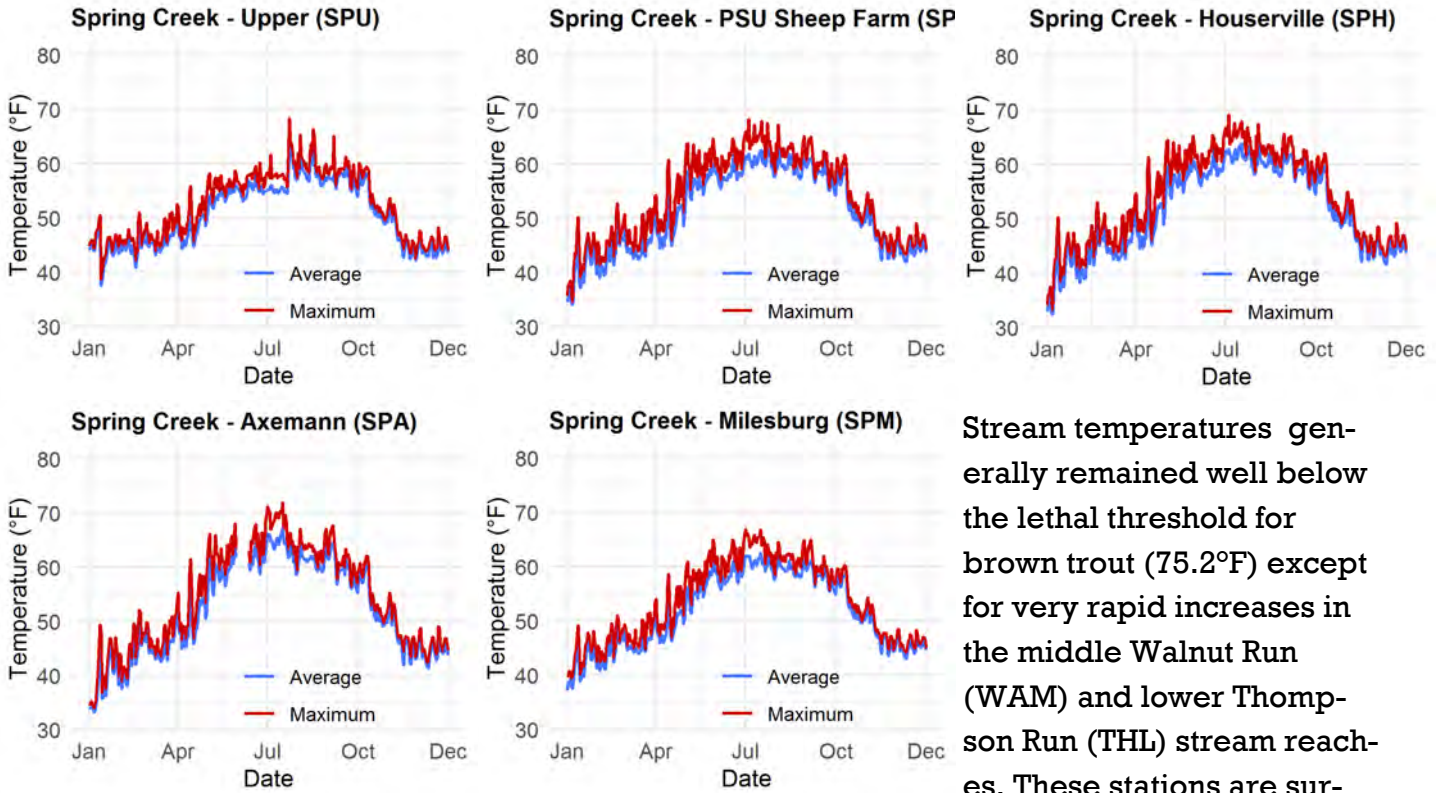 Spring Creek - Upper (SPU)
80
70
60
50
40
30
Temperature (°F)
Average
Maximum
Jan Apr Jul Oct Dec
Date
Spring Creek - PSU Sheep Farm (SP
80
70
60
50
40
30
Temperature (°F)
Average
Maximum
Jan Apr Jul Oct Dec
Date
Spring Creek - Houserville (SPH)
80
70
60
50
40
30
Temperature (°F)
Average
Maximum
Jan Apr Jul Oct Dec
Date
Spring Creek - Axemann (SPA)
80
70
60
50
40
30
Temperature (°F)
Average
Maximum
Jan Apr Jul Oct Dec
Date
Spring Creek - Milesburg (SPM)
80
70
60
50
40
30
Temperature (°F)
Average
Maximum
Jan Apr Jul Oct Dec
Date
Stream temperatures gen-
erally remained well below
the lethal threshold for
brown trout (75.2°F) except
for very rapid increases in
the middle Walnut Run
(WAM) and lower Thomp-
son Run (THL) stream reach-
es. These stations are sur-